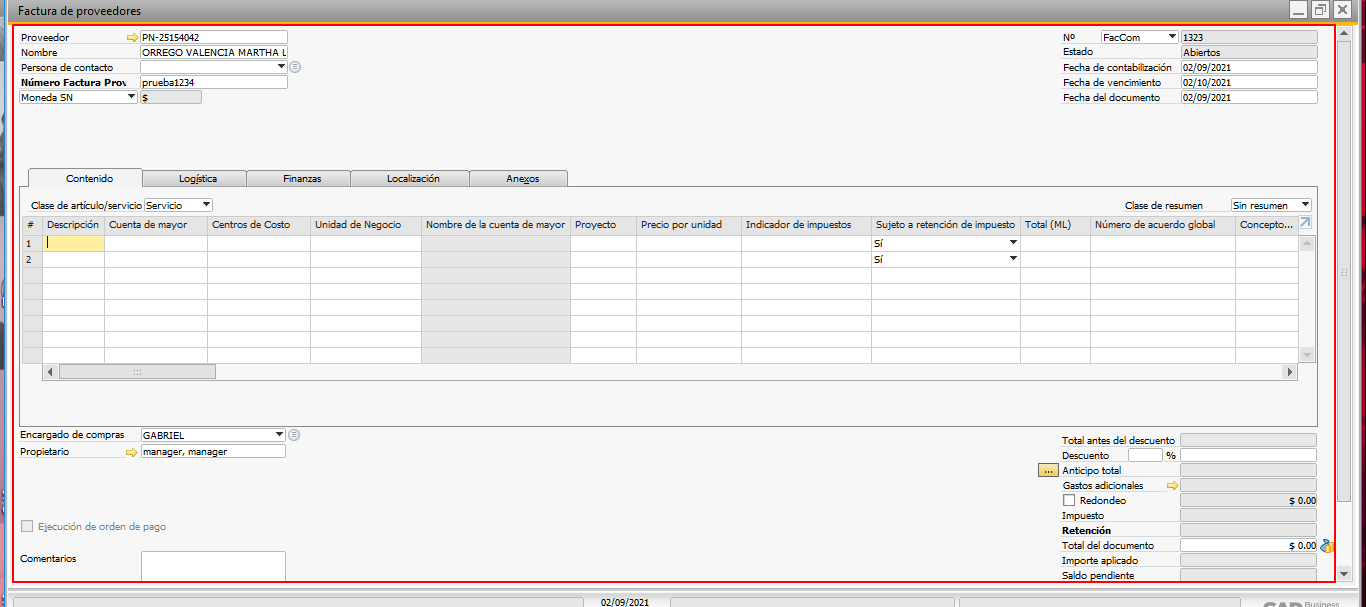 Factura de proveedores
Proveedor PN-25154042
Nombre ORREGO VALENCIA MARTHA L
Persona de contacto
Número Factura Prov prueba1234
Moneda SN $
Nº FacCom 1323
Estado Abiertos
Fecha de contabilización 02/09/2021
Fecha de vencimiento 02/10/2021
Fecha del documento 02/09/2021
Contenido Logística Finanzas Localización Anexos
Clase de artículo/servicio Servicio Clase de resumen Sin resumen
# Descripción Cuenta de mayor Centros de Costo Unidad de Negocio Nombre de la cuenta de mayor Proyecto Precio por unidad Indicador de impuestos Sujeto a retención de impuesto Total (ML) Número de acuerdo global Concepto...
1 Sí
2 Sí
Encargado de compras GABRIEL
Propietario manager, manager
Ejecución de orden de pago
Comentarios
Total antes del descuento
Descuento %
... Anticipo total
Gastos adicionales
Redondeo $ 0.00
Impuesto
Retención
Total del documento $ 0.00
Importe aplicado
Saldo pendiente
02/09/2021
SAP Business